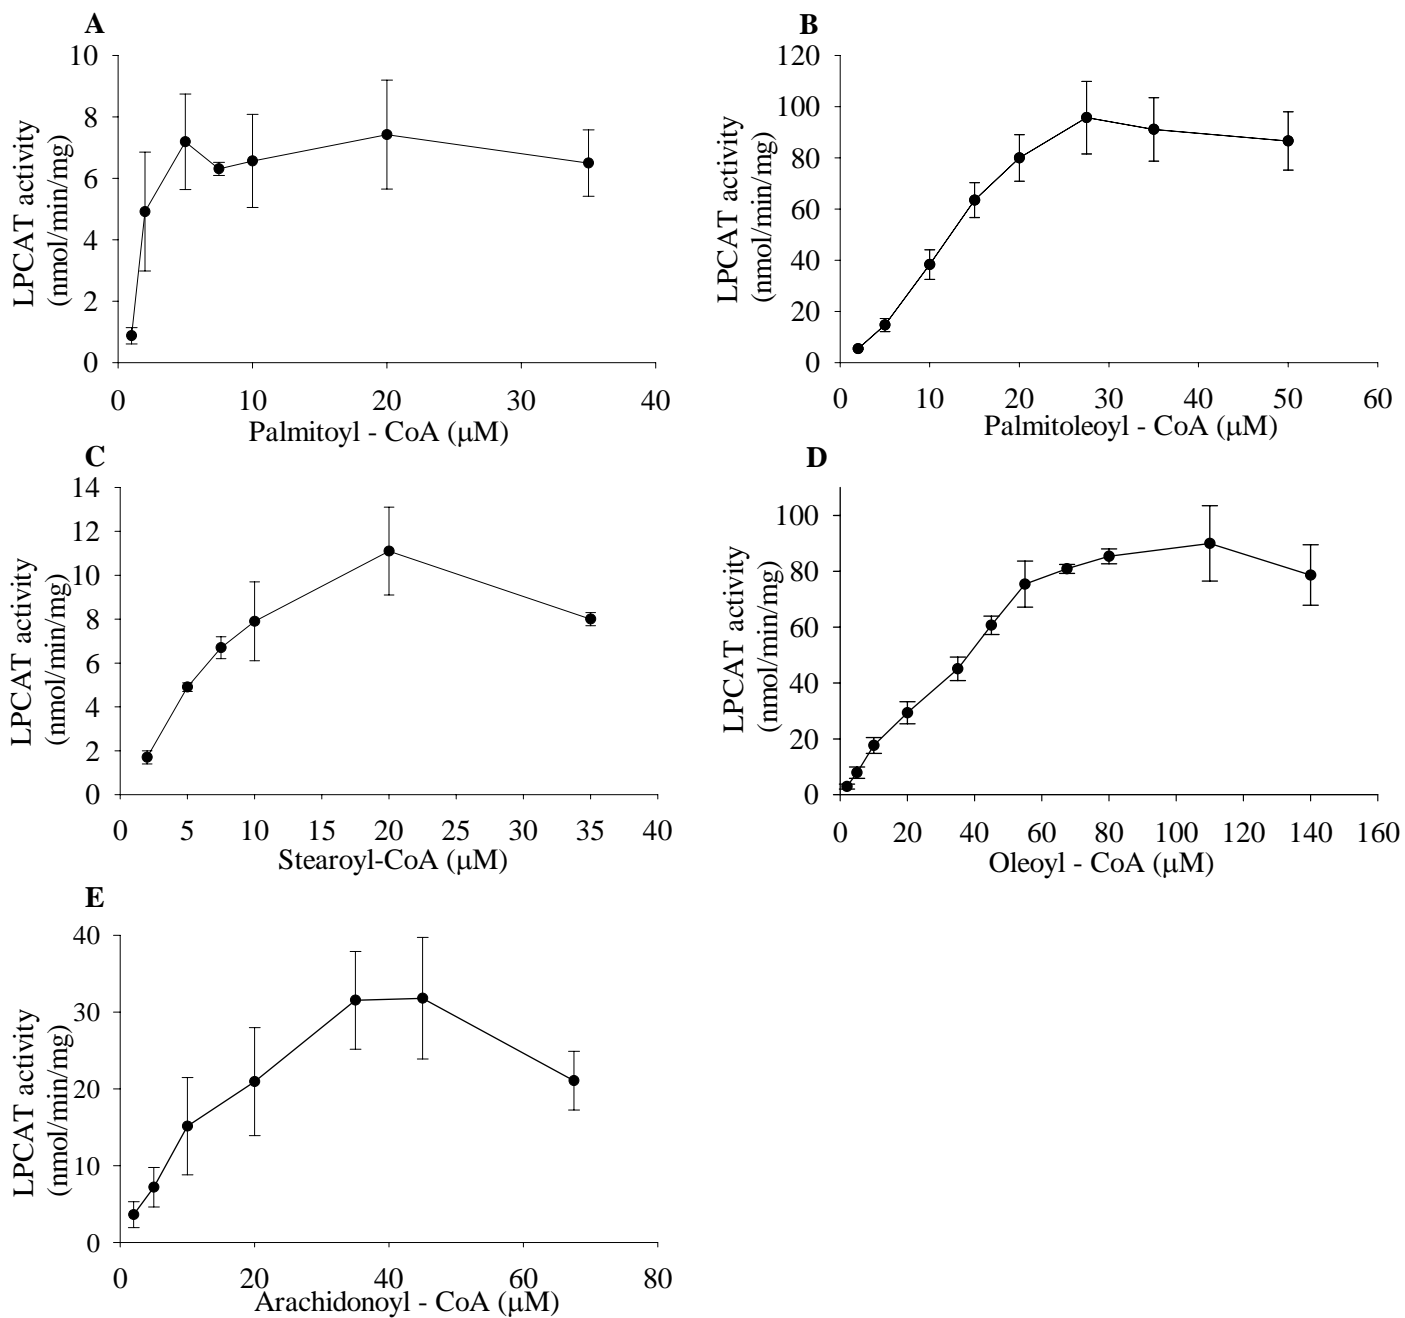 A
LPCAT activity
(nmol/min/mg)
10
8
6
4
2
0
0 10 20 30 40
Palmitoyl - CoA (μM)
B
LPCAT activity
(nmol/min/mg)
120
100
80
60
40
20
0
0 10 20 30 40 50 60
Palmitoleoyl - CoA (μM)
C
LPCAT activity
(nmol/min/mg)
14
12
10
8
6
4
2
0
0 5 10 15 20 25 30 35 40
Stearoyl-CoA (μM)
D
LPCAT activity
(nmol/min/mg)
100
80
60
40
20
0
0 20 40 60 80 100 120 140 160
Oleoyl - CoA (μM)
E
LPCAT activity
(nmol/min/mg)
40
30
20
10
0
0 20 40 60 80
Arachidonoyl - CoA (μM)